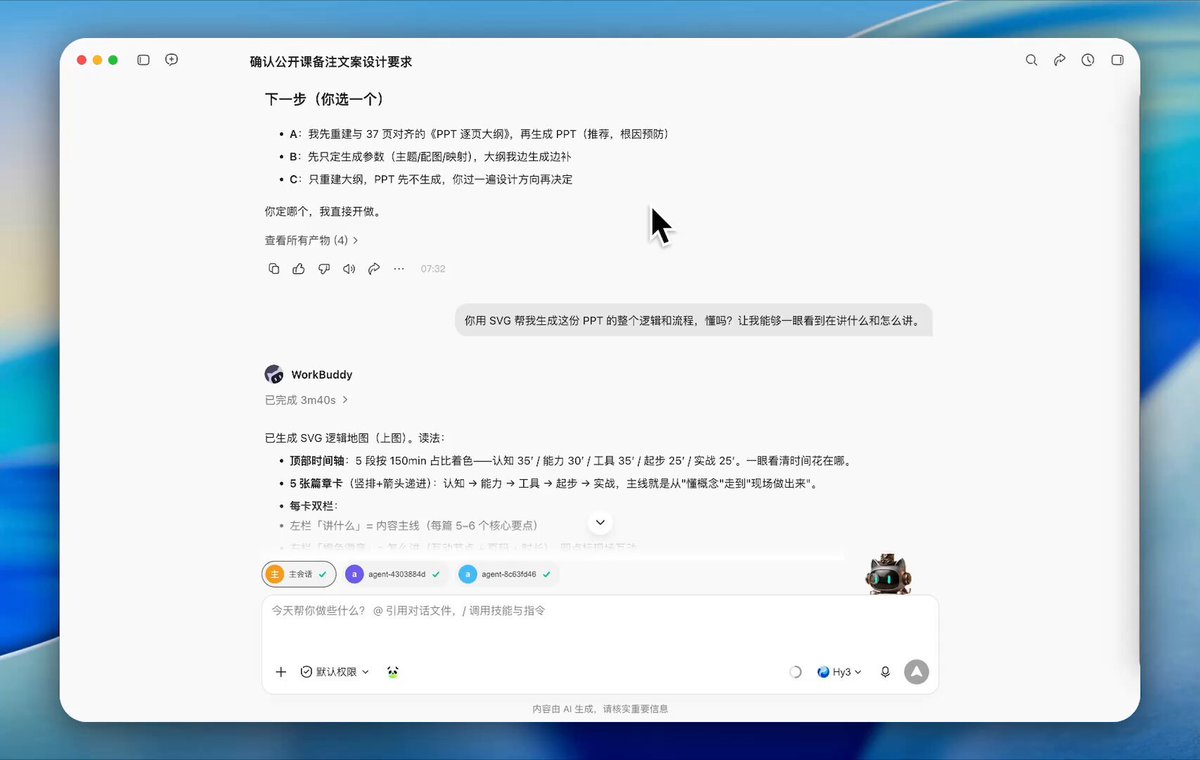 确认公开课备注文案设计要求
下一步（你选一个）
• A：我先重建与 37 页对齐的《PPT 逐页大纲》，再生成 PPT（推荐，根因预防）
• B：先只定生成参数（主题/配图/映射），大纲我边生成边补
• C：只重建大纲，PPT 先不生成，你过一遍设计方向再决定
你定哪个，我直接开做。
查看所有产物 (4) >
07:32
你用 SVG 帮我生成这份 PPT 的整个逻辑和流程，懂吗？让我能够一眼看到在讲什么和怎么讲。
WorkBuddy
已完成 3m40s >
已生成 SVG 逻辑地图（上图）。读法：
• 顶部时间轴：5 段按 150min 占比着色——认知 35' / 能力 30' / 工具 35' / 起步 25' / 实战 25'。一眼看清时间花在哪。
• 5 张篇章卡（竖排+箭头递进）：认知 → 能力 → 工具 → 起步 → 实战，主线就是从"懂概念"走到"现场做出来"。
• 每卡双栏：
• 左栏「讲什么」= 内容主线（每篇 5–6 个核心要点）
主 主会话 ✓
a agent-4303884d ✓
a agent-8c63fd46 ✓
今天帮你做些什么？ @ 引用对话文件，/ 调用技能与指令
默认权限
Hy3
内容由 AI 生成，请核实重要信息